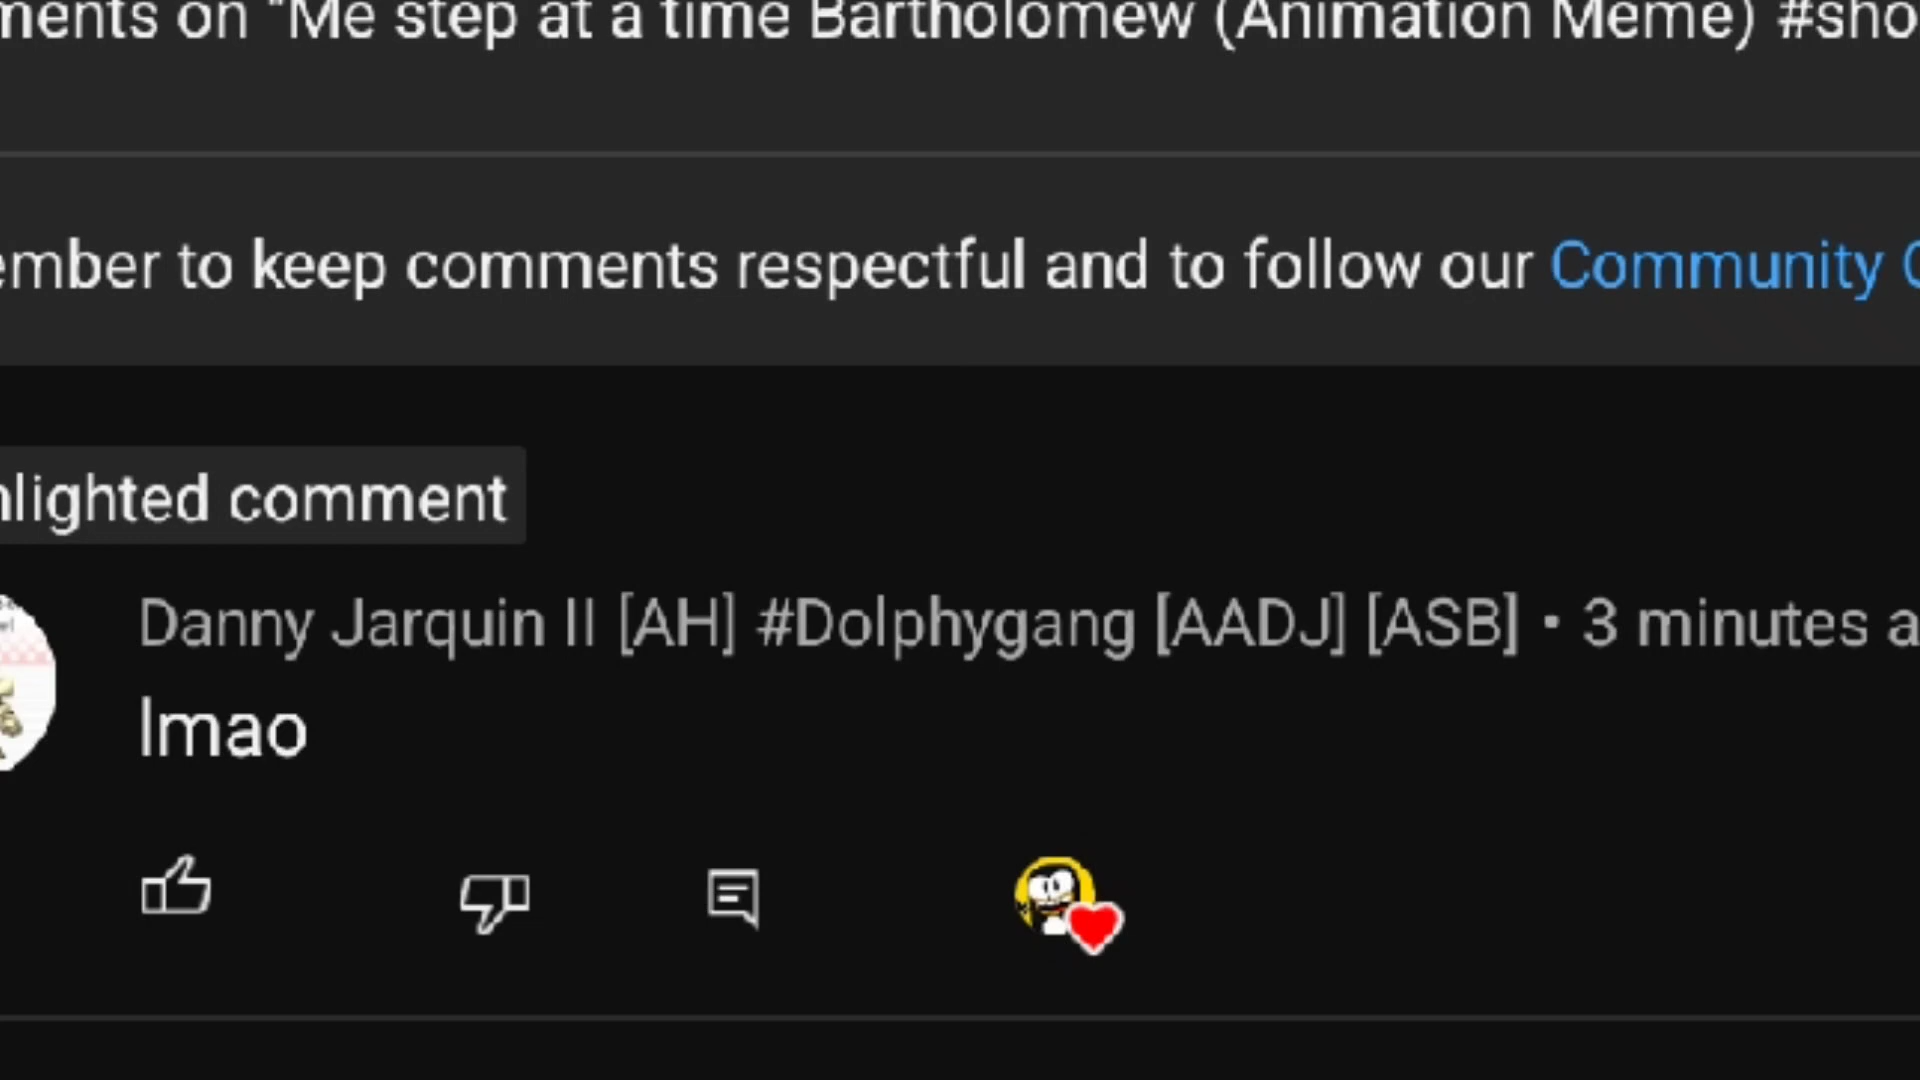 ments on "Me step at a time Bartholomew (Animation Meme) #sho
ember to keep comments respectful and to follow our Community G
hlighted comment
Danny Jarquin II [AH] #Dolphygang [AADJ] [ASB] • 3 minutes a
lmao